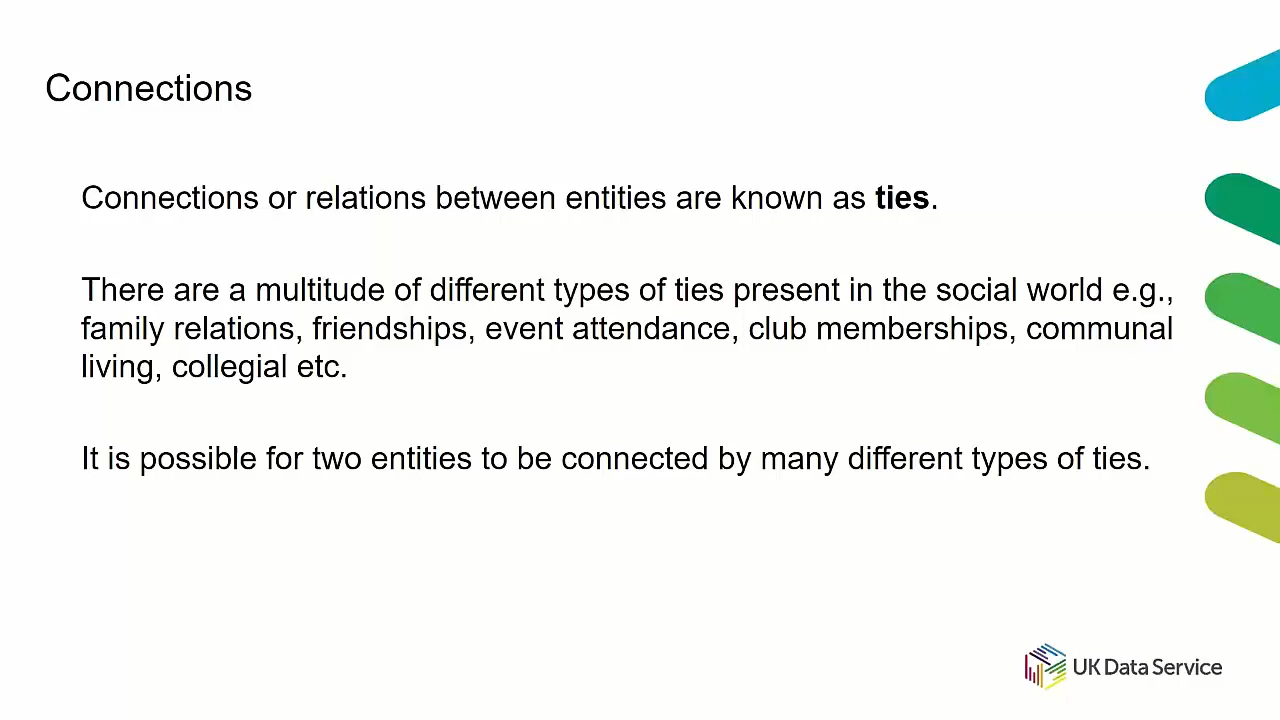 Connections
Connections or relations between entities are known as ties.
There are a multitude of different types of ties present in the social world e.g.,
family relations, friendships, event attendance, club memberships, communal
living, collegial etc.
It is possible for two entities to be connected by many different types of ties.
UK Data Service